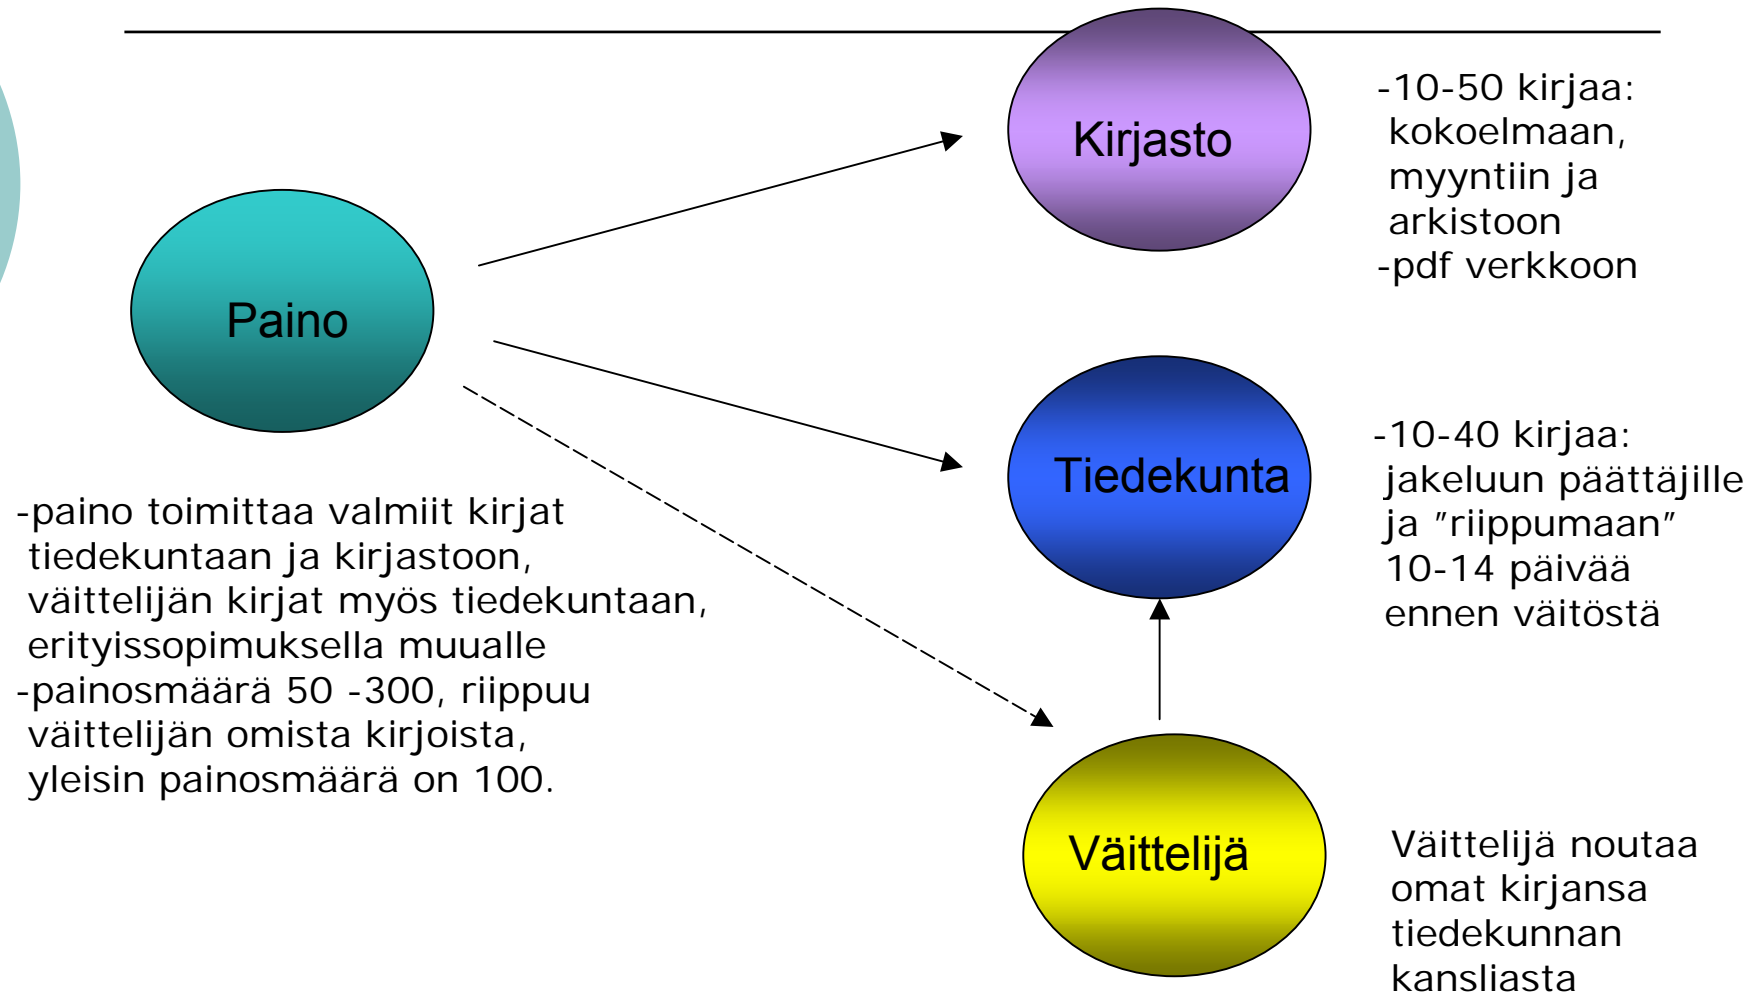 Kirjasto
-10-50 kirjaa:
kokoelmaan,
myyntiin ja
arkistoon
-pdf verkkoon
Paino
-paino toimittaa valmiit kirjat
tiedekuntaan ja kirjastoon,
väittelijän kirjat myös tiedekuntaan,
erityissopimuksella muualle
-painosmäärä 50 -300, riippuu
väittelijän omista kirjoista,
yleisin painosmäärä on 100.
Tiedekunta
-10-40 kirjaa:
jakeluun päättäjille
ja ”riippumaan”
10-14 päivää
ennen väitöstä
Väittelijä
Väittelijä noutaa
omat kirjansa
tiedekunnan
kansliasta